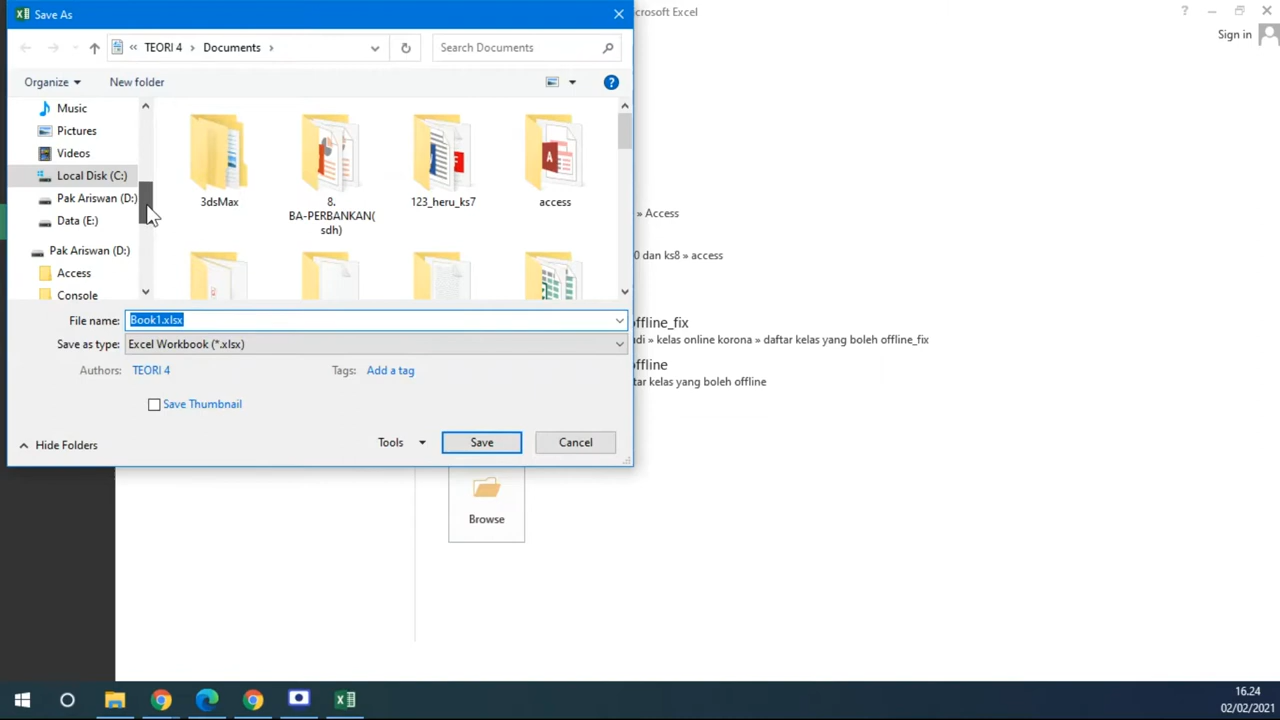 Save As
crosoft Excel
?
Sign in
« TEORI 4 › Documents ›
Search Documents
Organize
New folder
?
Music
Pictures
Videos
Local Disk (C:)
Pak Ariswan (D:)
Data (E:)
Pak Ariswan (D:)
Access
Console
3dsMax
8.
BA-PERBANKAN(
sdh)
123_heru_ks7
access
» Access
0 dan ks8 » access
ffline_fix
di » kelas online korona » daftar kelas yang boleh offline_fix
ffline
tar kelas yang boleh offline
File name: Book1.xlsx
Save as type: Excel Workbook (*.xlsx)
Authors: TEORI 4
Tags: Add a tag
Save Thumbnail
Hide Folders
Tools
Save
Cancel
Browse
16.24
02/02/2021